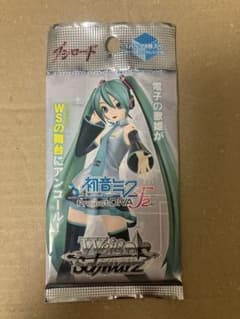 ブシロード
電子の歌姫が
WSの舞台にアンコール!
初音ミク
Project DIVA
f2nd
Weiß
Schwarz